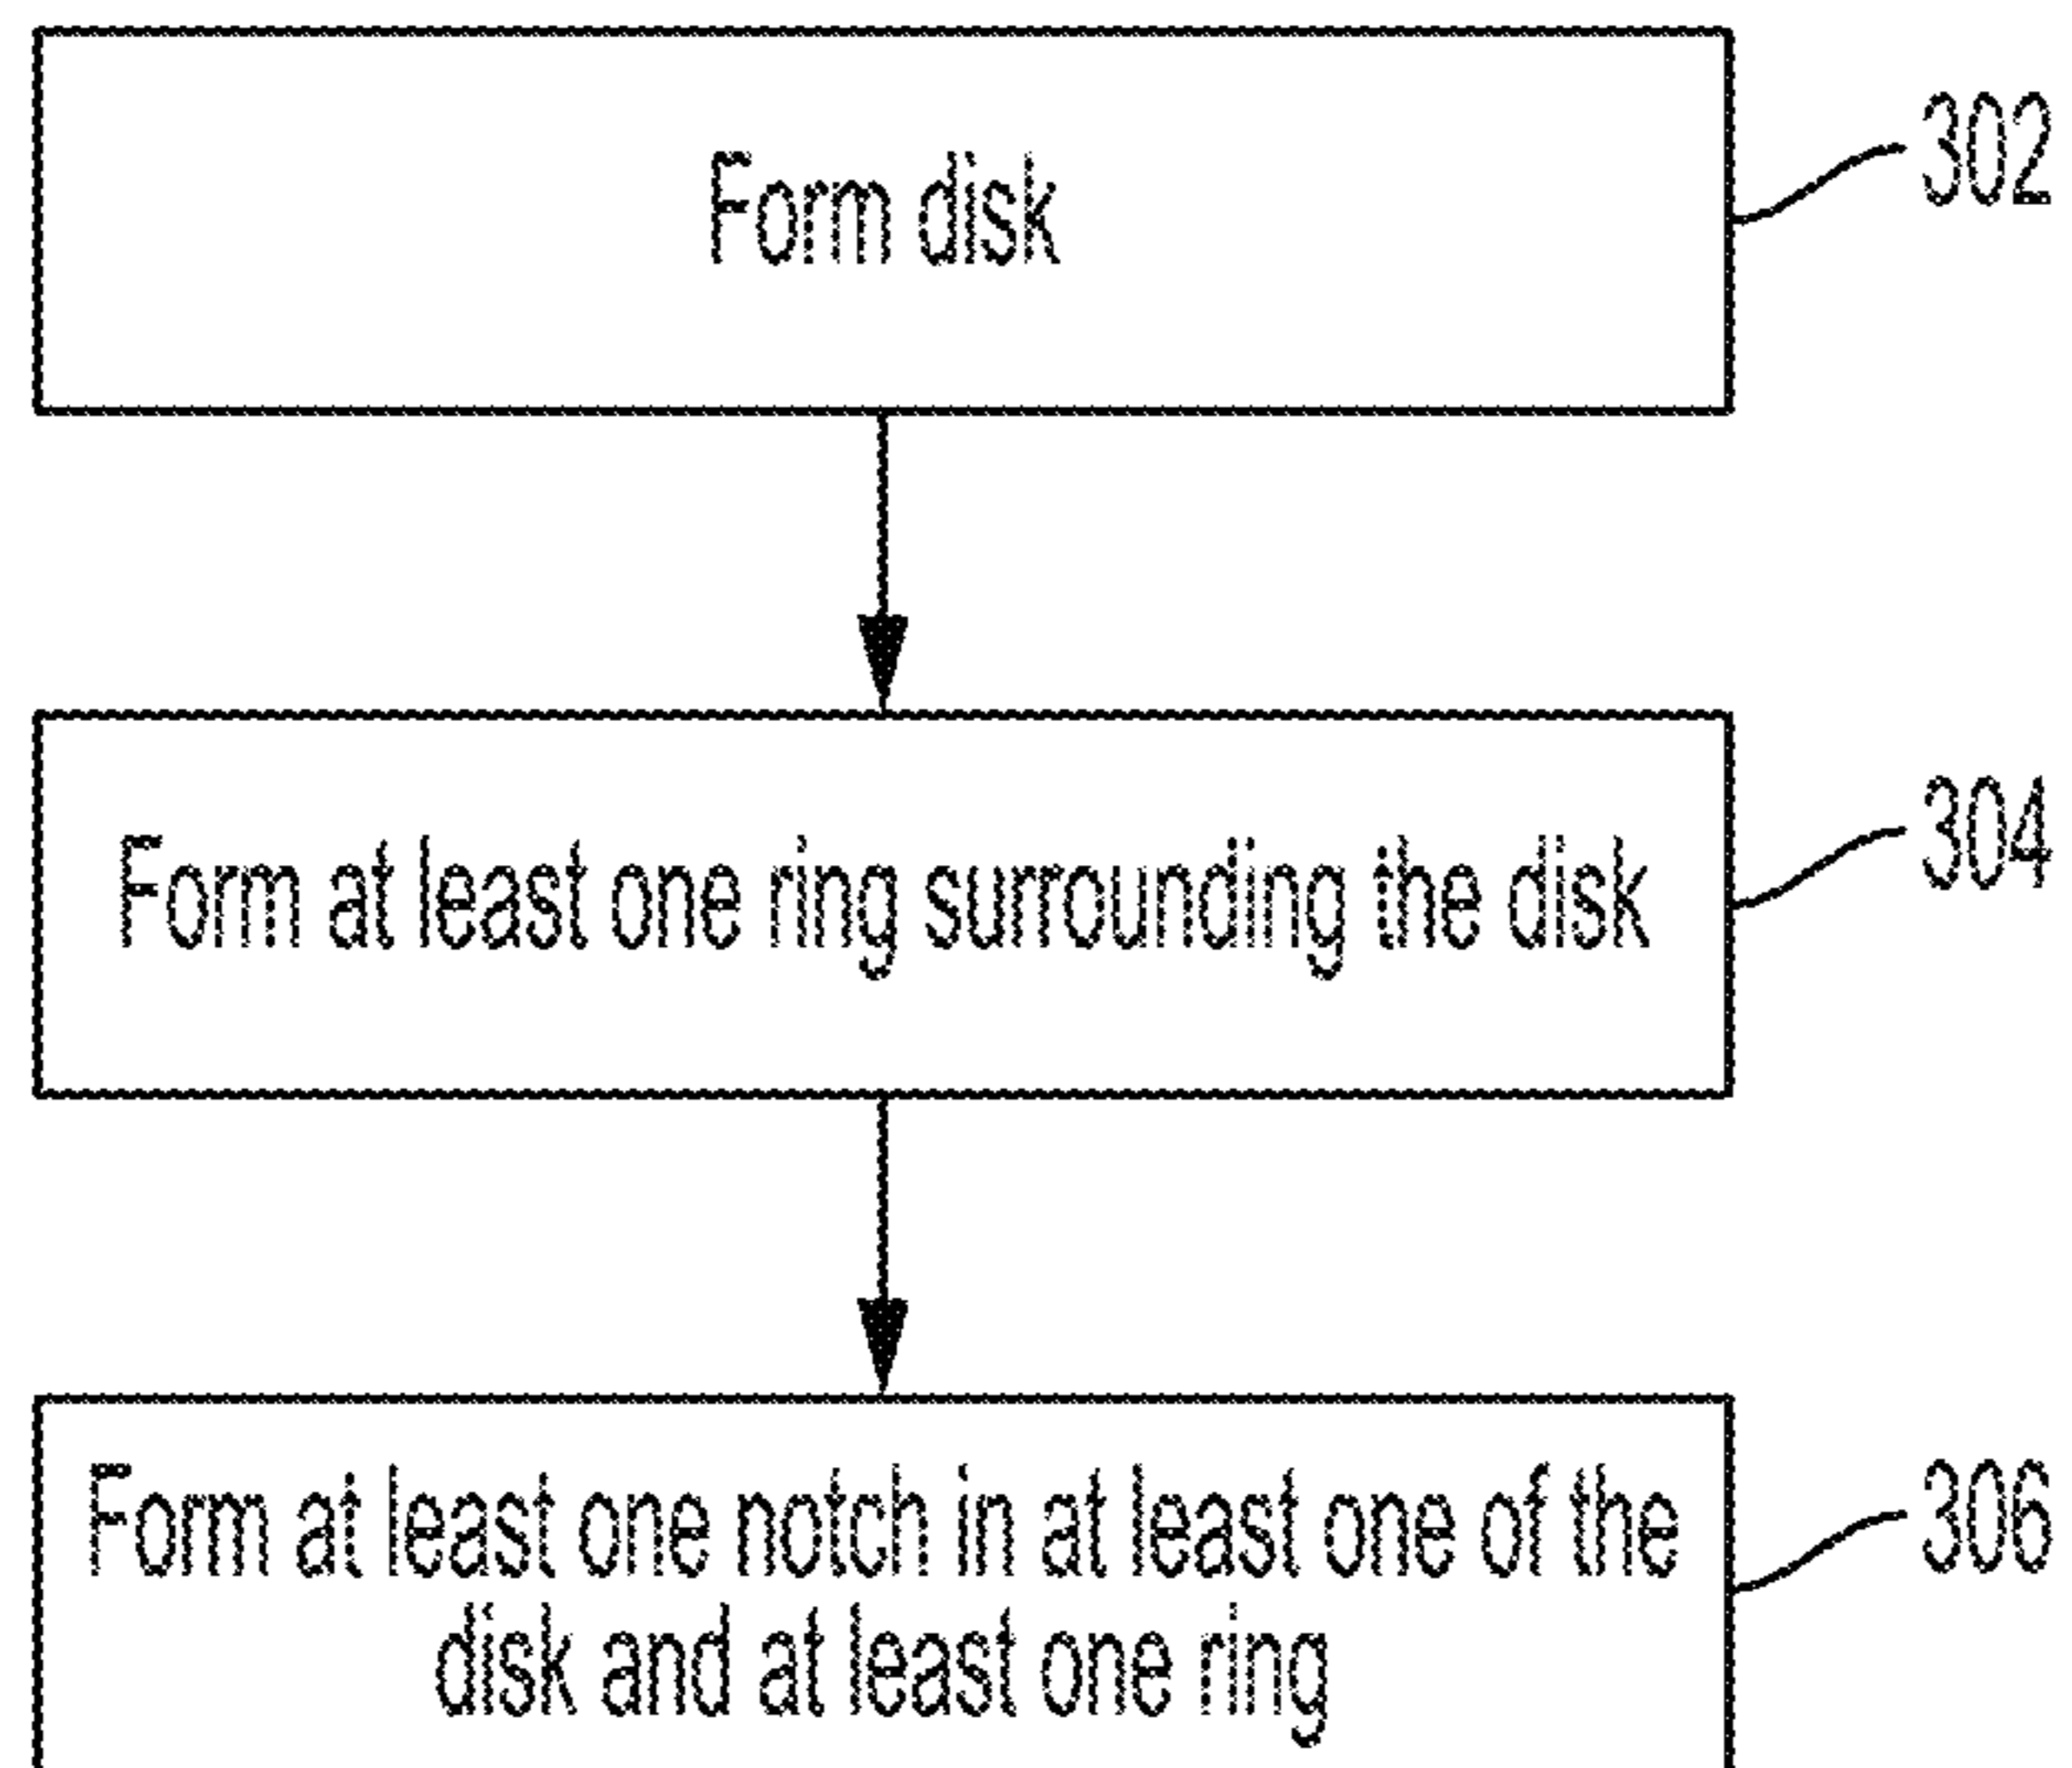 Form disk
302
Form at least one ring surrounding the disk
304
Form at least one notch in at least one of the
disk and at least one ring
306